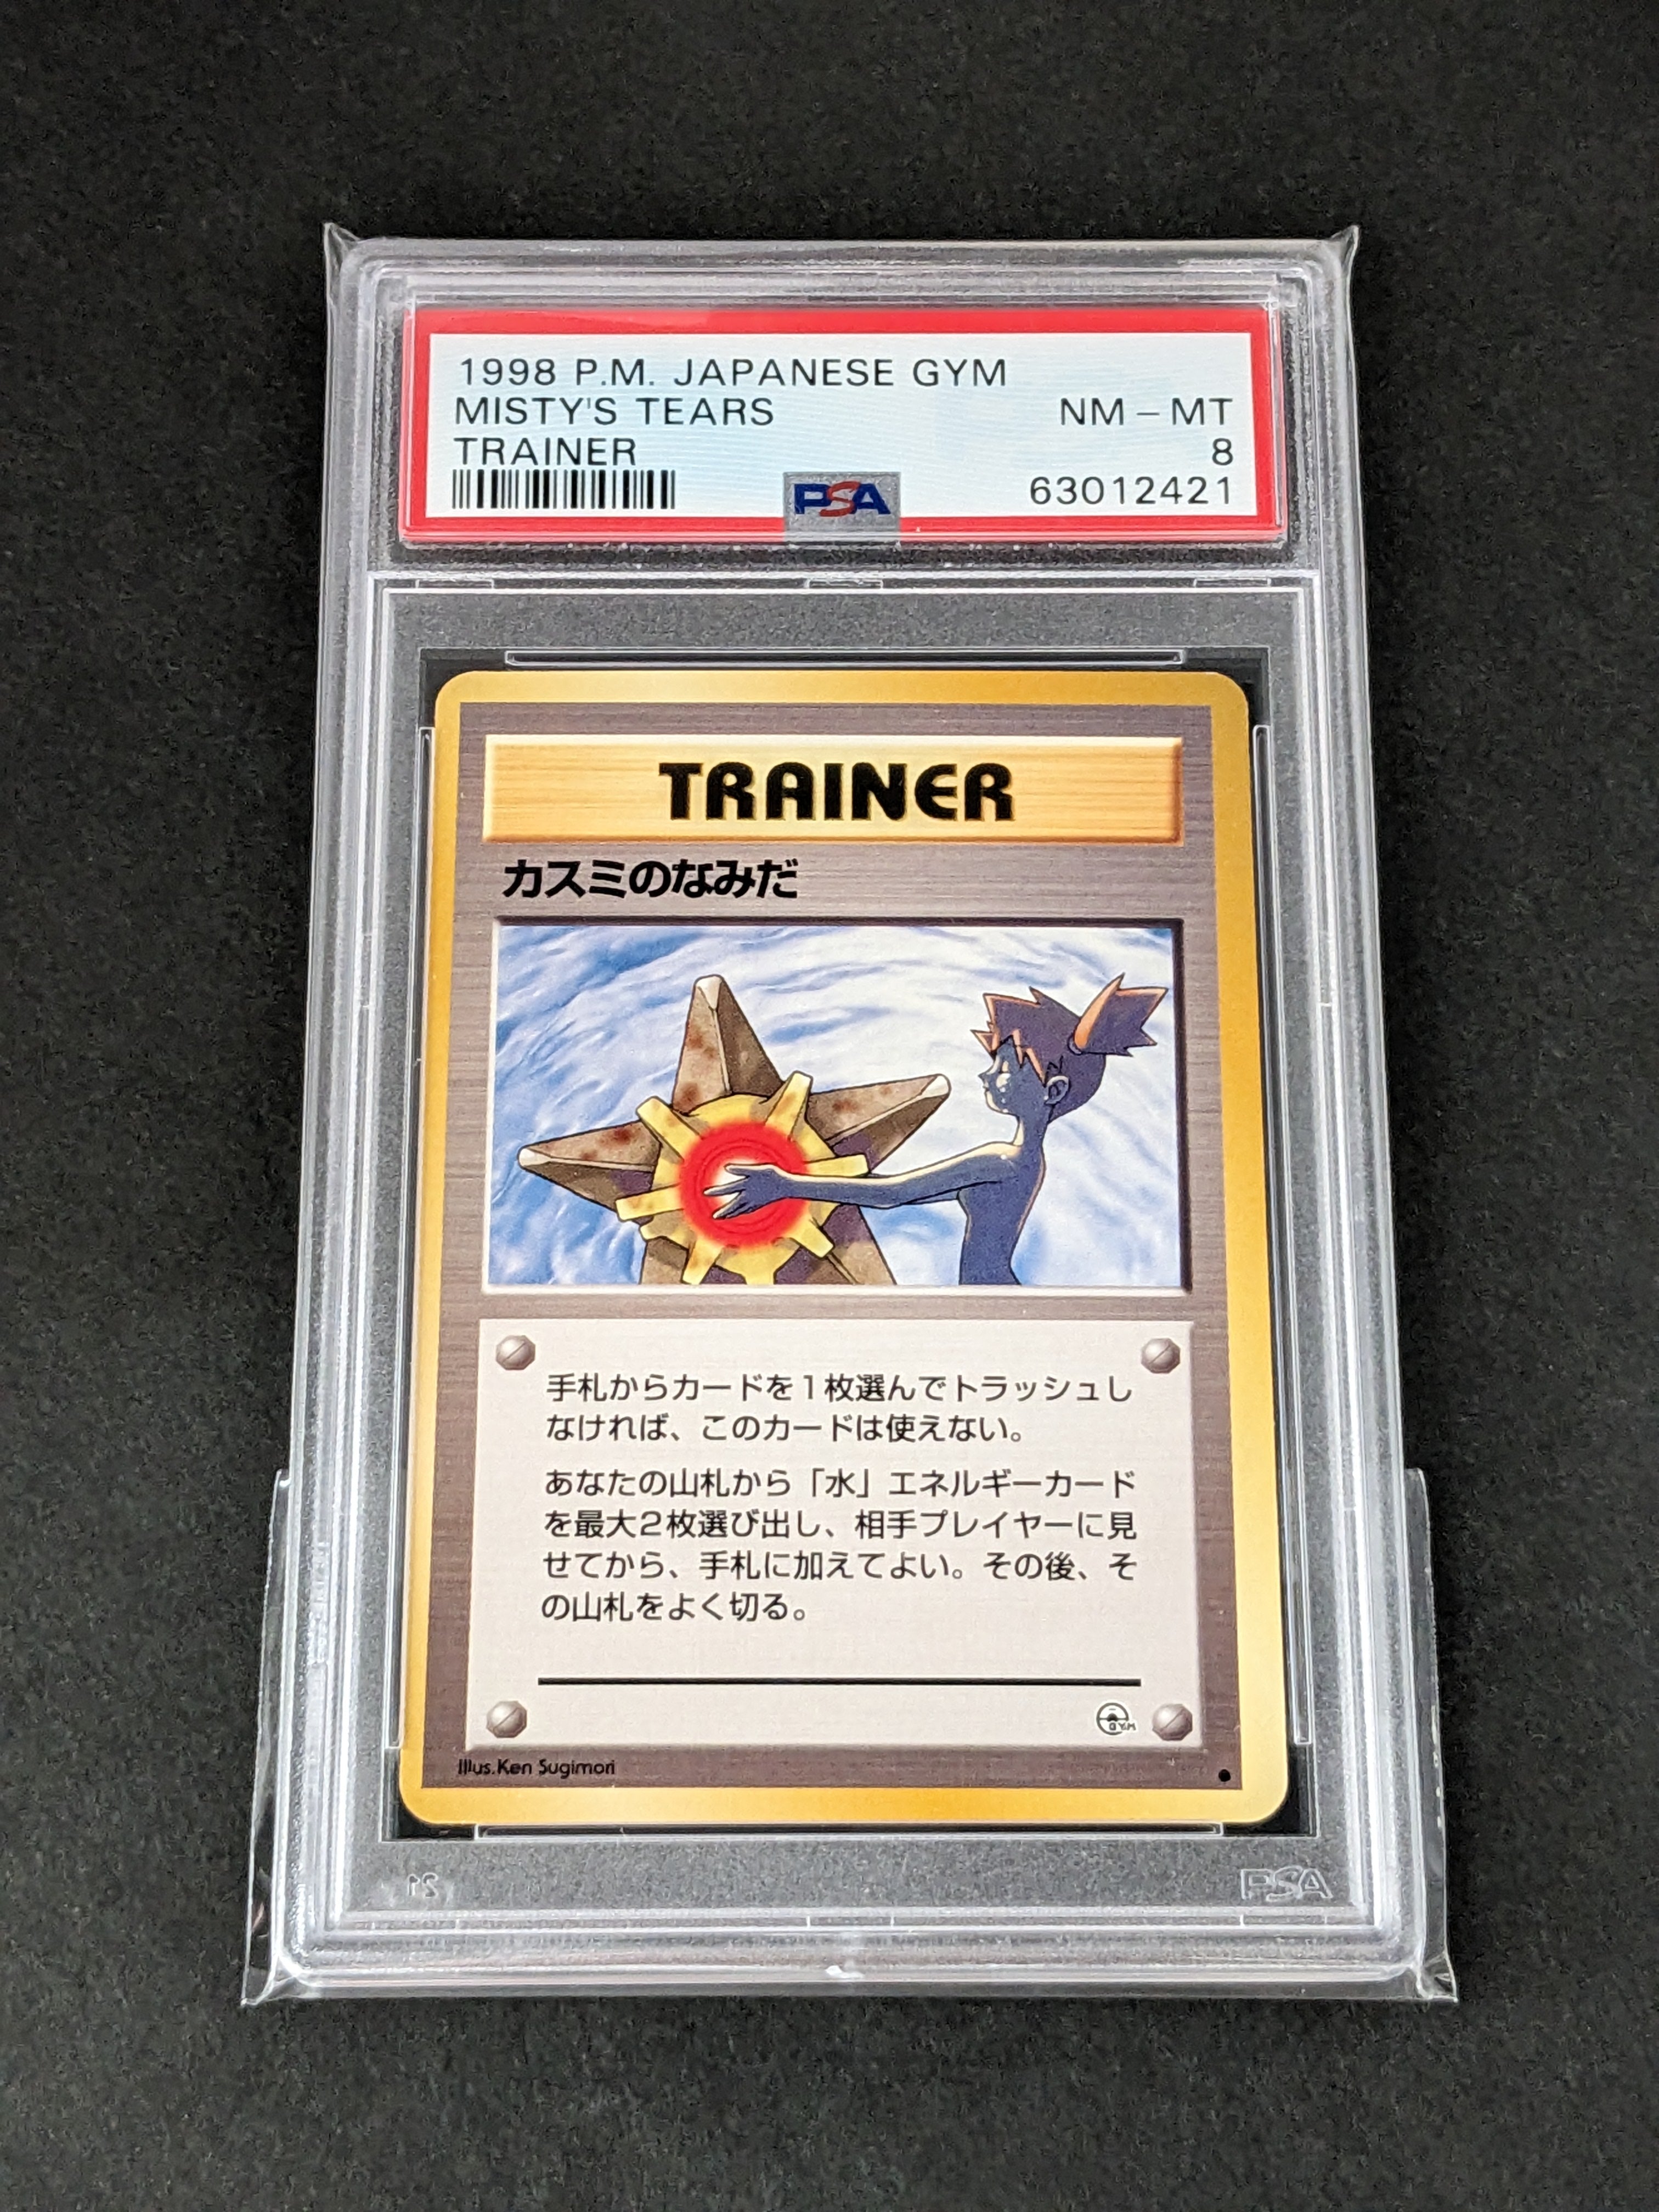 1998 P.M. JAPANESE GYM
MISTY'S TEARS NM - MT
TRAINER 8
PSA 63012421
TRAINER
カスミのなみだ
手札からカードを1枚選んでトラッシュし
なければ、このカードは使えない。
あなたの山札から「水」エネルギーカード
を最大2枚選び出し、相手プレイヤーに見
せてから、手札に加えてよい。その後、そ
の山札をよく切る。
GYM
Illus.Ken Sugimori
PSA